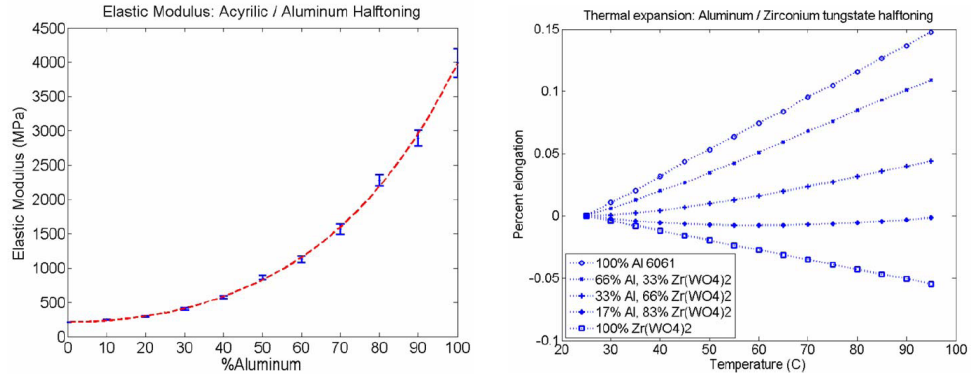 Elastic Modulus: Acyrilic / Aluminum Halftoning
4500
4000
3500
3000
2500
2000
1500
1000
500
0
Elastic Modulus (MPa)
0 10 20 30 40 50 60 70 80 90 100
%Aluminum
Thermal expansion: Aluminum / Zirconium tungstate halftoning
0.15
0.1
0.05
0
-0.05
-0.1
Percent elongation
100% Al 6061
66% Al, 33% Zr(WO4)2
33% Al, 66% Zr(WO4)2
17% Al, 83% Zr(WO4)2
100% Zr(WO4)2
20 30 40 50 60 70 80 90 100
Temperature (C)